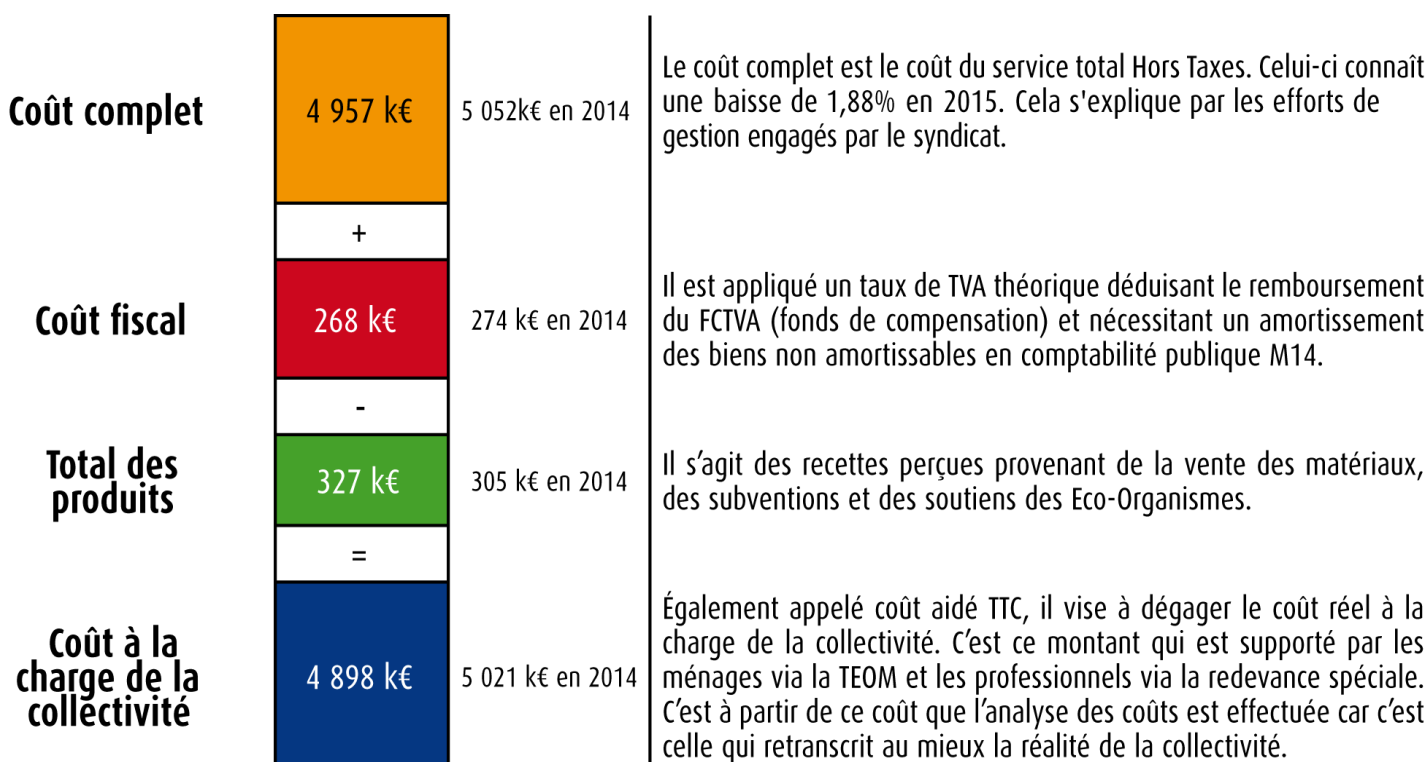 Coût complet
4 957 k€
5 052k€ en 2014
Le coût complet est le coût du service total Hors Taxes. Celui-ci connaît
une baisse de 1,88% en 2015. Cela s'explique par les efforts de
gestion engagés par le syndicat.
+
Coût fiscal
268 k€
274 k€ en 2014
Il est appliqué un taux de TVA théorique déduisant le remboursement
du FCTVA (fonds de compensation) et nécessitant un amortissement
des biens non amortissables en comptabilité publique M14.
-
Total des
produits
327 k€
305 k€ en 2014
Il s’agit des recettes perçues provenant de la vente des matériaux,
des subventions et des soutiens des Eco-Organismes.
=
Coût à la
charge de la
collectivité
4 898 k€
5 021 k€ en 2014
Également appelé coût aidé TTC, il vise à dégager le coût réel à la
charge de la collectivité. C’est ce montant qui est supporté par les
ménages via la TEOM et les professionnels via la redevance spéciale.
C’est à partir de ce coût que l’analyse des coûts est effectuée car c’est
celle qui retranscrit au mieux la réalité de la collectivité.